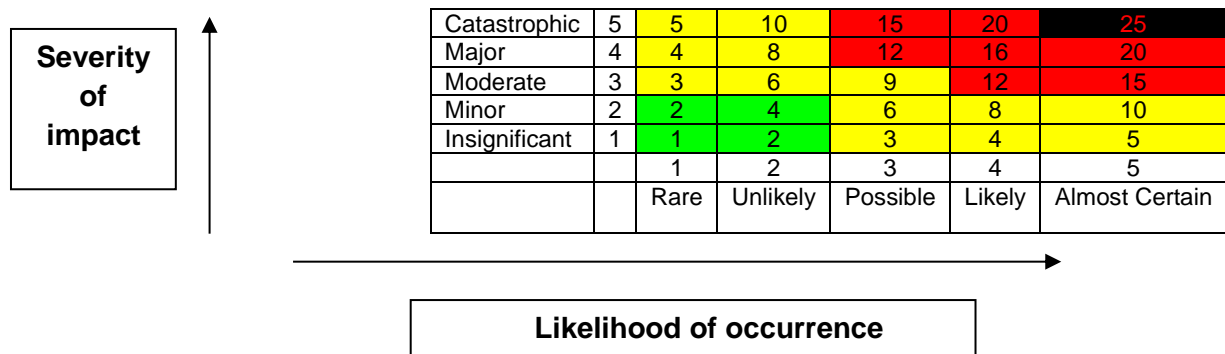 Severity
of
impact
Catastrophic 5 5 10 15 20 25
Major 4 4 8 12 16 20
Moderate 3 3 6 9 12 15
Minor 2 2 4 6 8 10
Insignificant 1 1 2 3 4 5
1 2 3 4 5
Rare Unlikely Possible Likely Almost Certain
Likelihood of occurrence